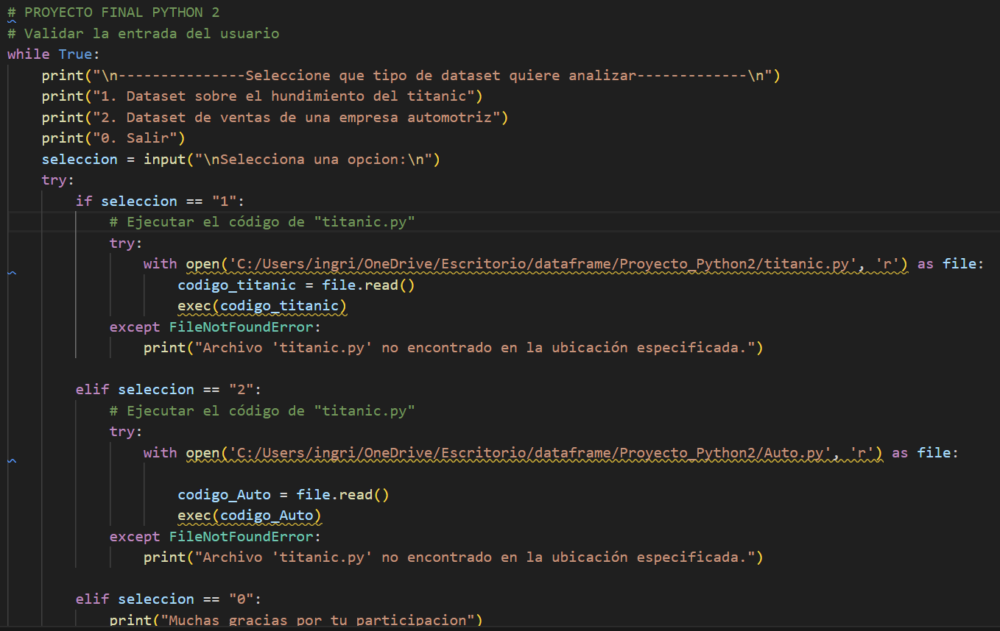 # PROYECTO FINAL PYTHON 2
# Validar la entrada del usuario
while True:
    print("\n---------------Seleccione que tipo de dataset quiere analizar-------------\n")
    print("1. Dataset sobre el hundimiento del titanic")
    print("2. Dataset de ventas de una empresa automotriz")
    print("0. Salir")
    seleccion = input("\nSelecciona una opcion:\n")
    try:
        if seleccion == "1":
            # Ejecutar el código de "titanic.py"
            try:
                with open('C:/Users/ingri/OneDrive/Escritorio/dataframe/Proyecto_Python2/titanic.py', 'r') as file:
                    codigo_titanic = file.read()
                    exec(codigo_titanic)
            except FileNotFoundError:
                print("Archivo 'titanic.py' no encontrado en la ubicación especificada.")
        elif seleccion == "2":
            # Ejecutar el código de "titanic.py"
            try:
                with open('C:/Users/ingri/OneDrive/Escritorio/dataframe/Proyecto_Python2/Auto.py', 'r') as file:
                    codigo_Auto = file.read()
                    exec(codigo_Auto)
            except FileNotFoundError:
                print("Archivo 'titanic.py' no encontrado en la ubicación especificada.")
        elif seleccion == "0":
            print("Muchas gracias por tu participacion")